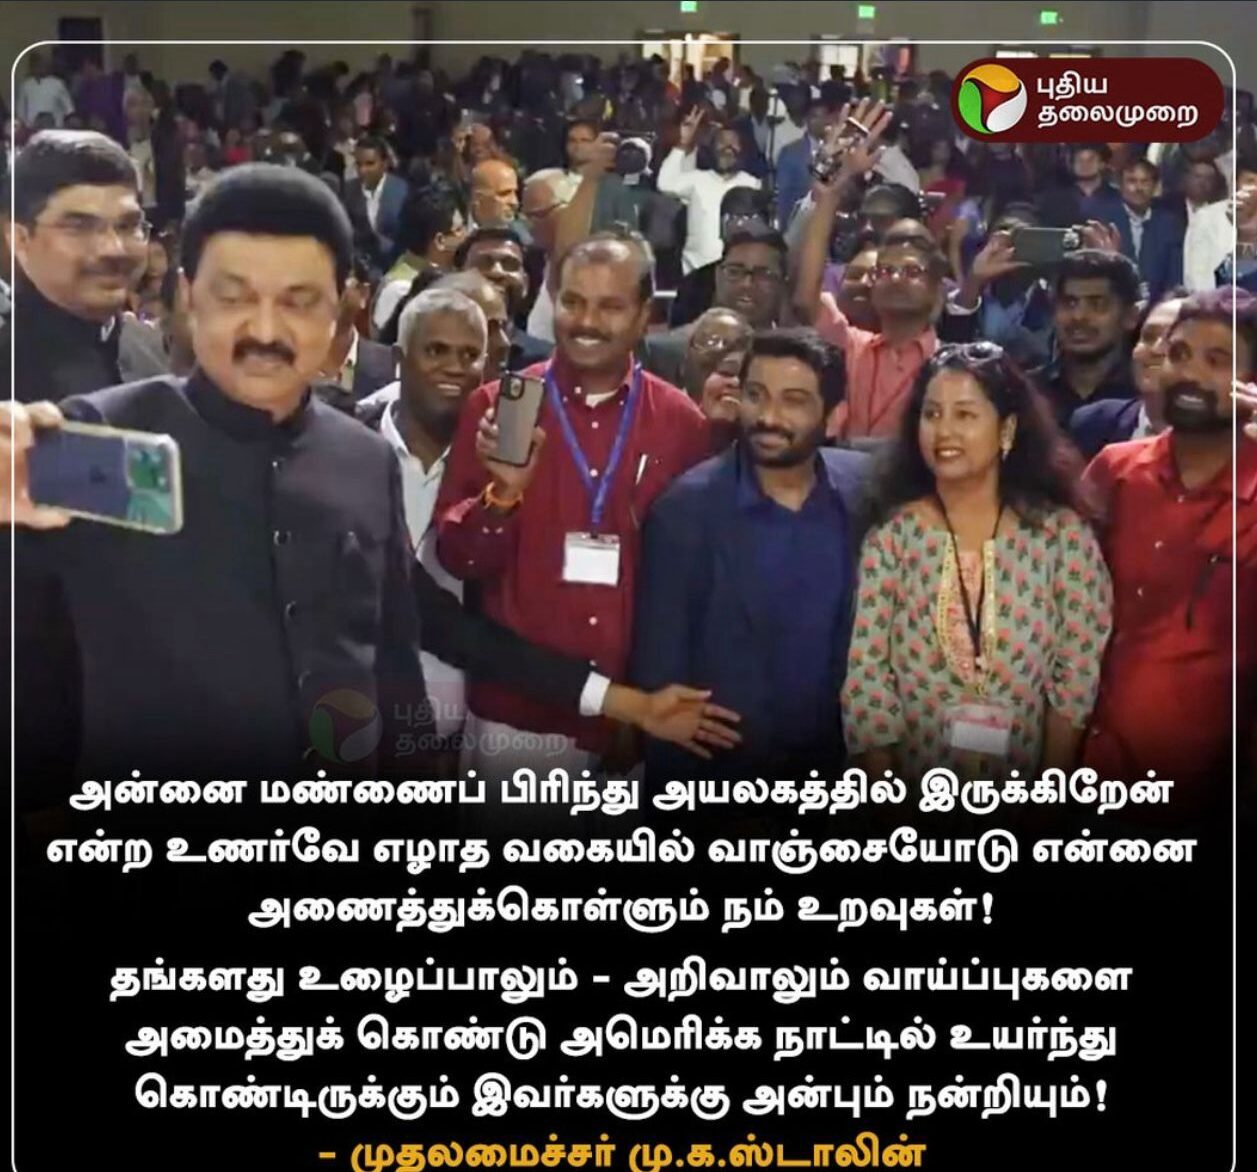 புதிய
தலைமுறை
புதிய
தலைமுறை
அன்னை மண்ணைப் பிரிந்து அயலகத்தில் இருக்கிறேன்
என்ற உணர்வே எழாத வகையில் வாஞ்சையோடு என்னை
அணைத்துக்கொள்ளும் நம் உறவுகள்!
தங்களது உழைப்பாலும் - அறிவாலும் வாய்ப்புகளை
அமைத்துக் கொண்டு அமெரிக்க நாட்டில் உயர்ந்து
கொண்டிருக்கும் இவர்களுக்கு அன்பும் நன்றியும்!
- முதலமைச்சர் மு.க.ஸ்டாலின்